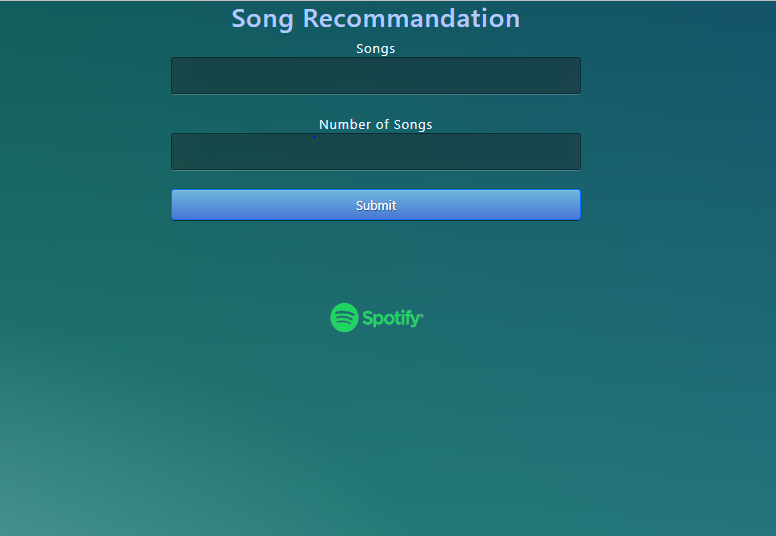 Song Recommandation
Songs
Number of Songs
Submit
Spotify